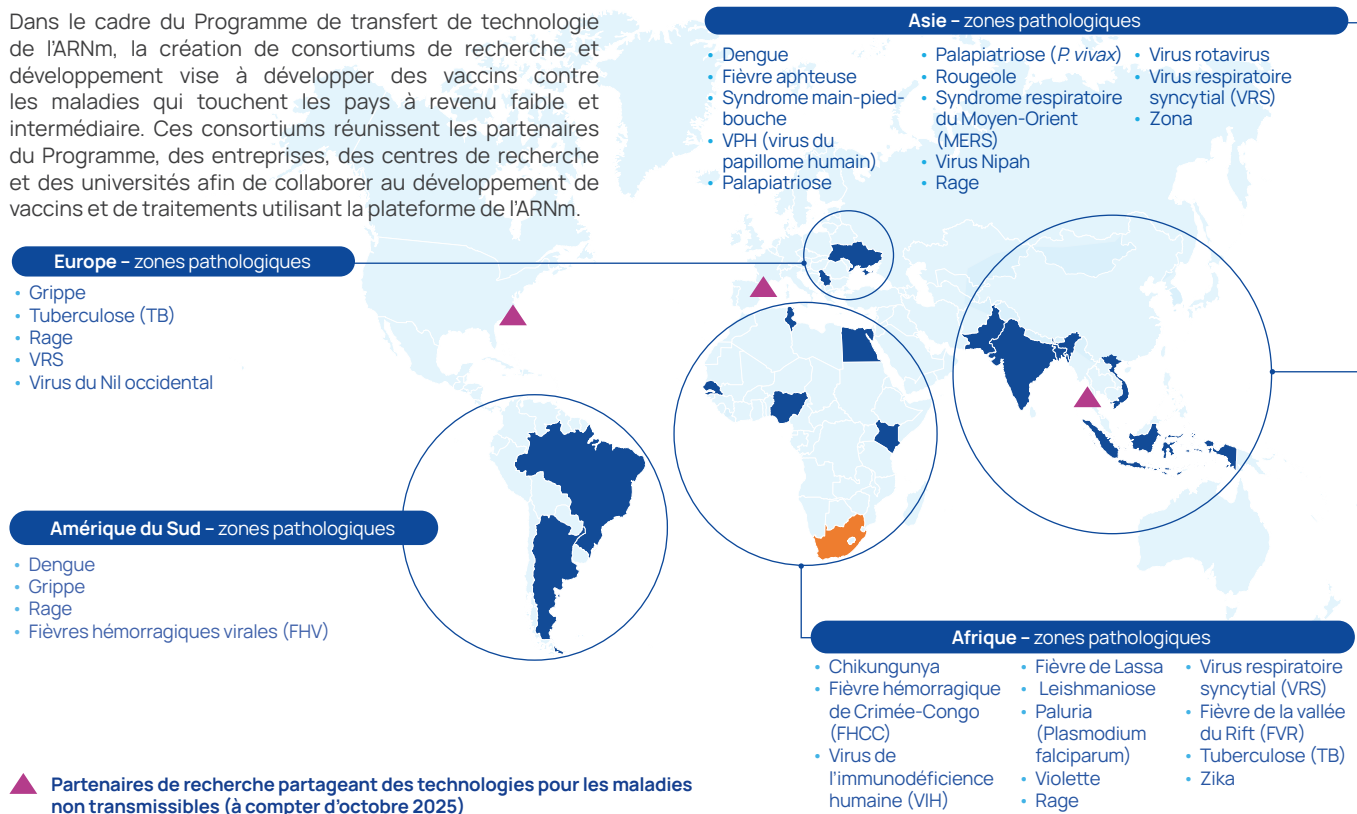 Dans le cadre du Programme de transfert de technologie
de l'ARNm, la création de consortiums de recherche et
développement vise à développer des vaccins contre
les maladies qui touchent les pays à revenu faible et
intermédiaire. Ces consortiums réunissent les partenaires
du Programme, des entreprises, des centres de recherche
et des universités afin de collaborer au développement de
vaccins et de traitements utilisant la plateforme de l'ARNm.
Asie – zones pathologiques
• Dengue
• Fièvre aphteuse
• Syndrome main-pied-
bouche
• VPH (virus du
papillome humain)
• Palapiatriose
• Palapiatriose (P. vivax)
• Rougeole
• Syndrome respiratoire
du Moyen-Orient
(MERS)
• Virus Nipah
• Rage
• Virus rotavirus
• Virus respiratoire
syncytial (VRS)
• Zona
Europe – zones pathologiques
• Grippe
• Tuberculose (TB)
• Rage
• VRS
• Virus du Nil occidental
Amérique du Sud – zones pathologiques
• Dengue
• Grippe
• Rage
• Fièvres hémorragiques virales (FHV)
Afrique – zones pathologiques
• Chikungunya
• Fièvre hémorragique
de Crimée-Congo
(FHCC)
• Virus de
l'immunodéficience
humaine (VIH)
• Fièvre de Lassa
• Leishmaniose
• Paluria
(Plasmodium
falciparum)
• Violette
• Rage
• Virus respiratoire
syncytial (VRS)
• Fièvre de la vallée
du Rift (FVR)
• Tuberculose (TB)
• Zika
Partenaires de recherche partageant des technologies pour les maladies
non transmissibles (à compter d'octobre 2025)